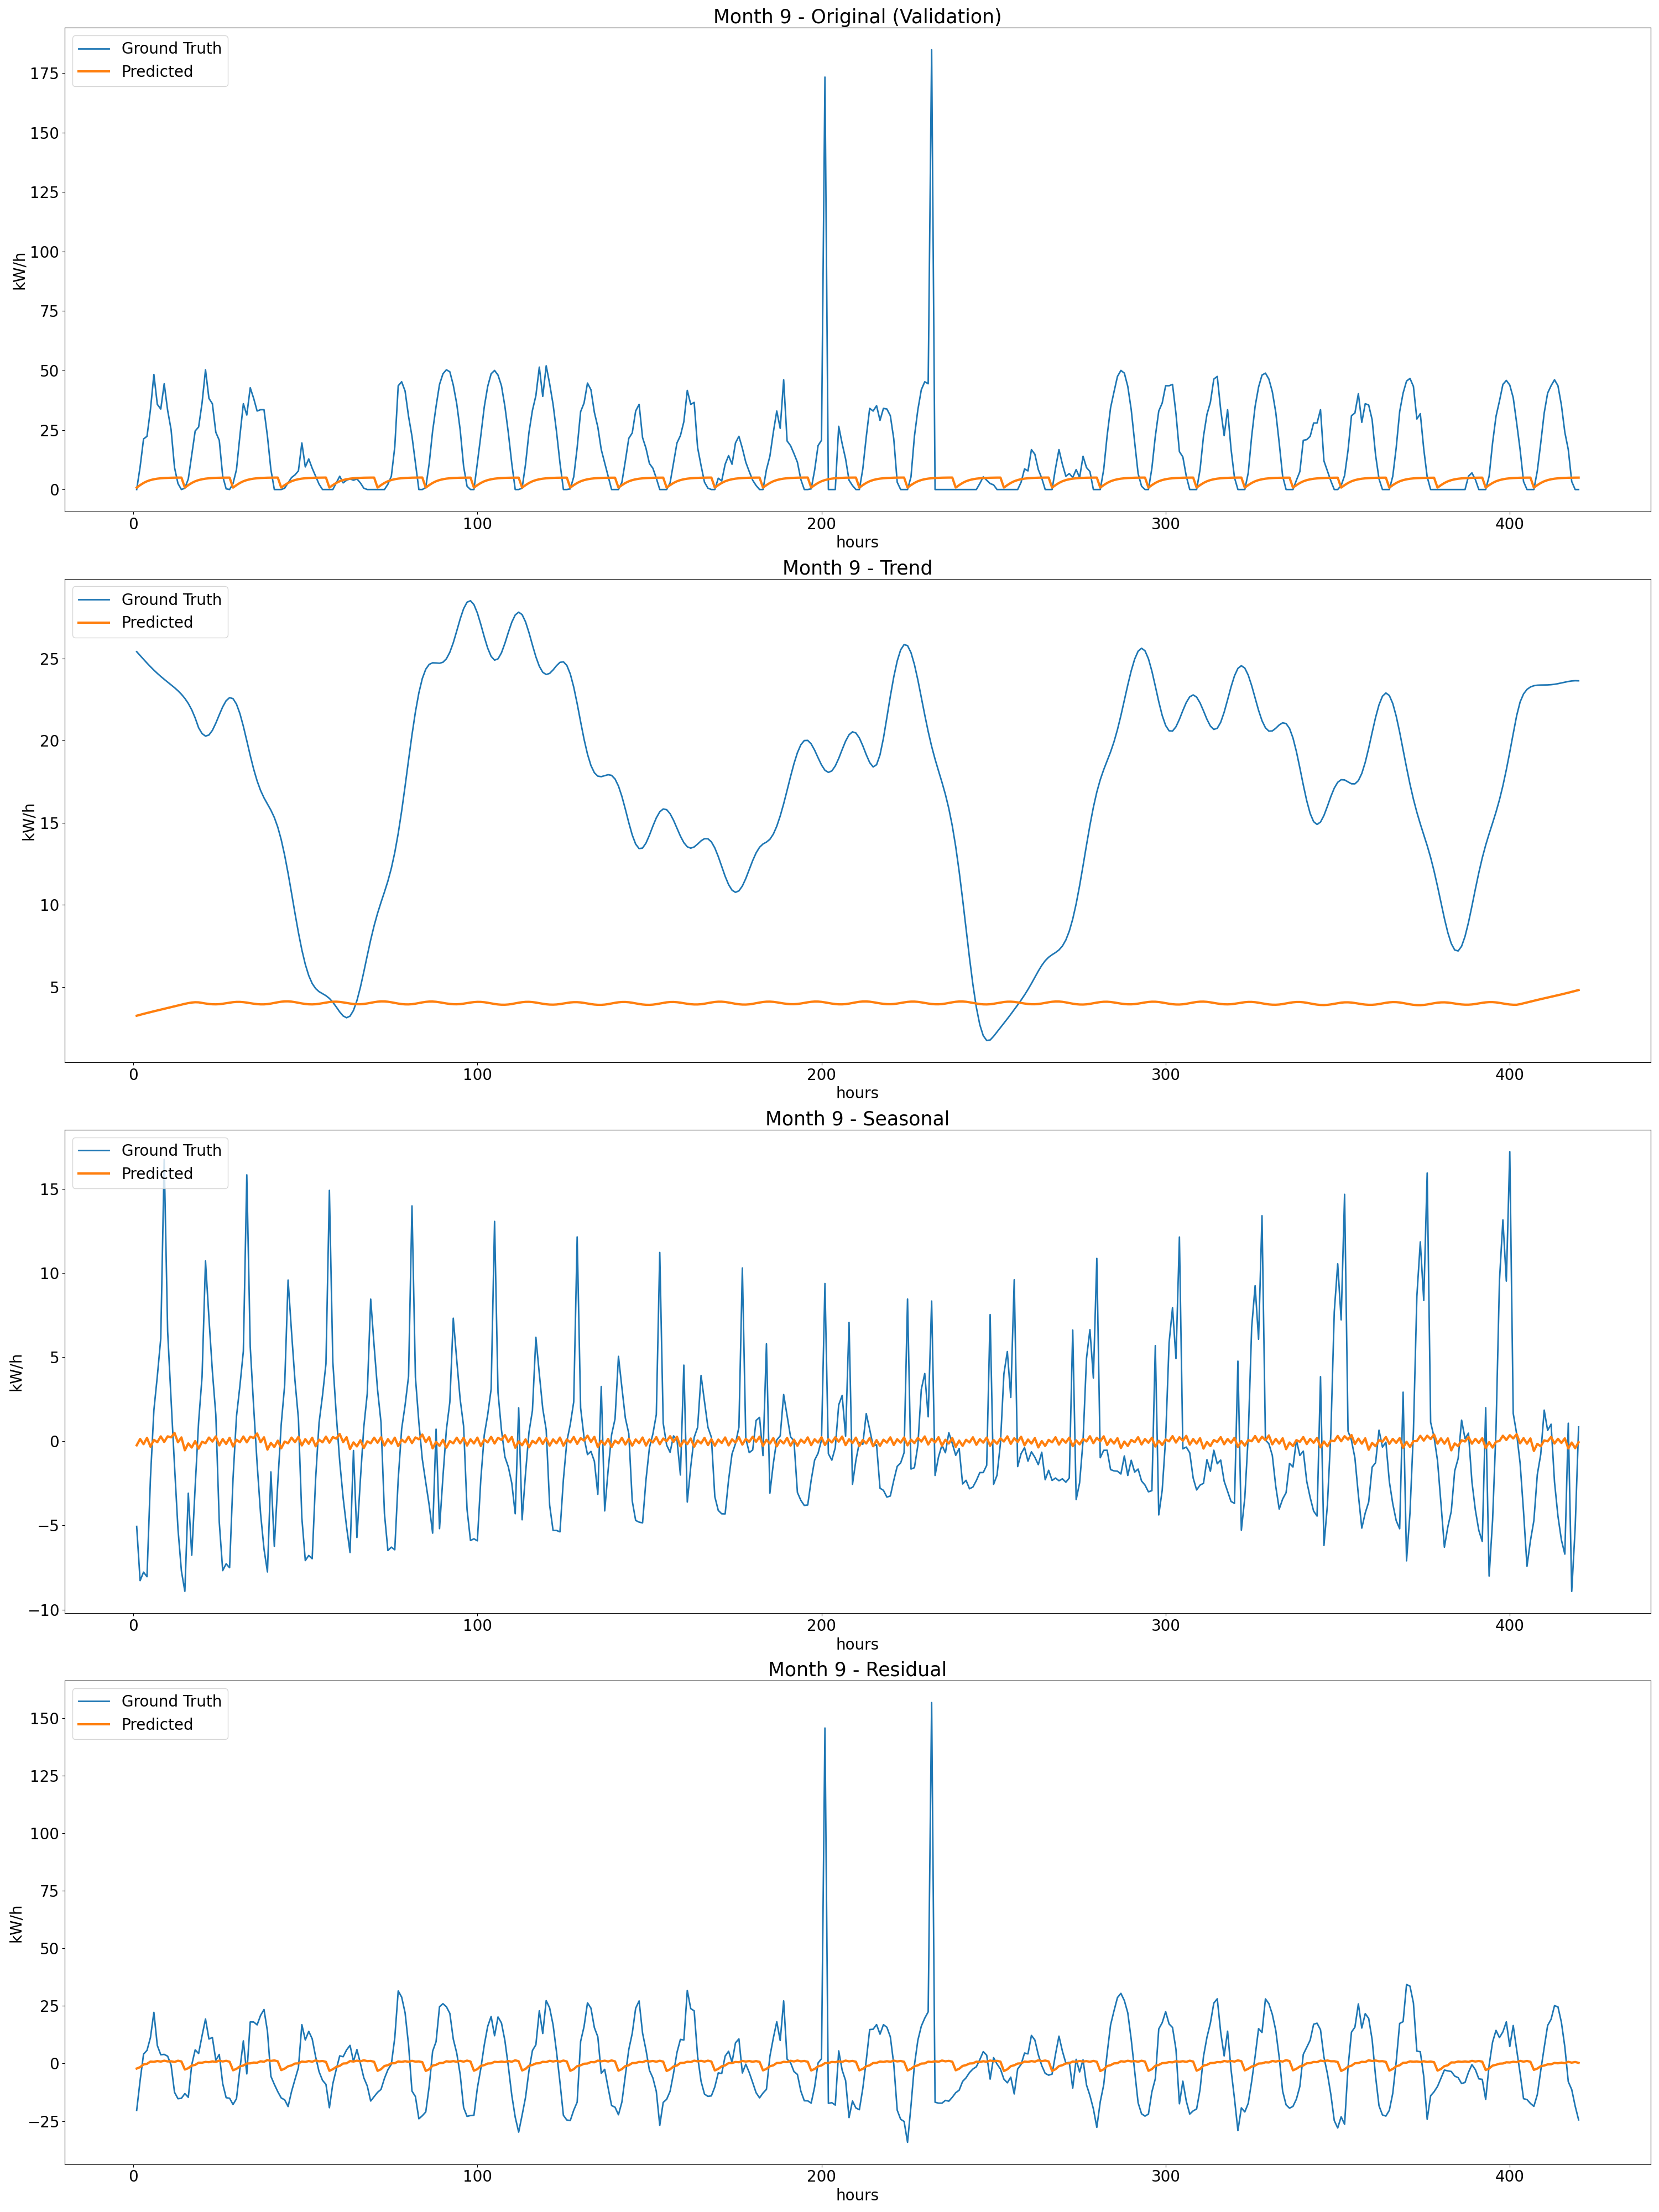 Month 9 - Original (Validation)
Ground Truth
Predicted
175
150
125
100
75
50
25
0
kW/h
0 100 200 300 400
hours
Month 9 - Trend
Ground Truth
Predicted
25
20
15
10
5
kW/h
0 100 200 300 400
hours
Month 9 - Seasonal
Ground Truth
Predicted
15
10
5
0
−5
−10
kW/h
0 100 200 300 400
hours
Month 9 - Residual
Ground Truth
Predicted
150
125
100
75
50
25
0
−25
kW/h
0 100 200 300 400
hours